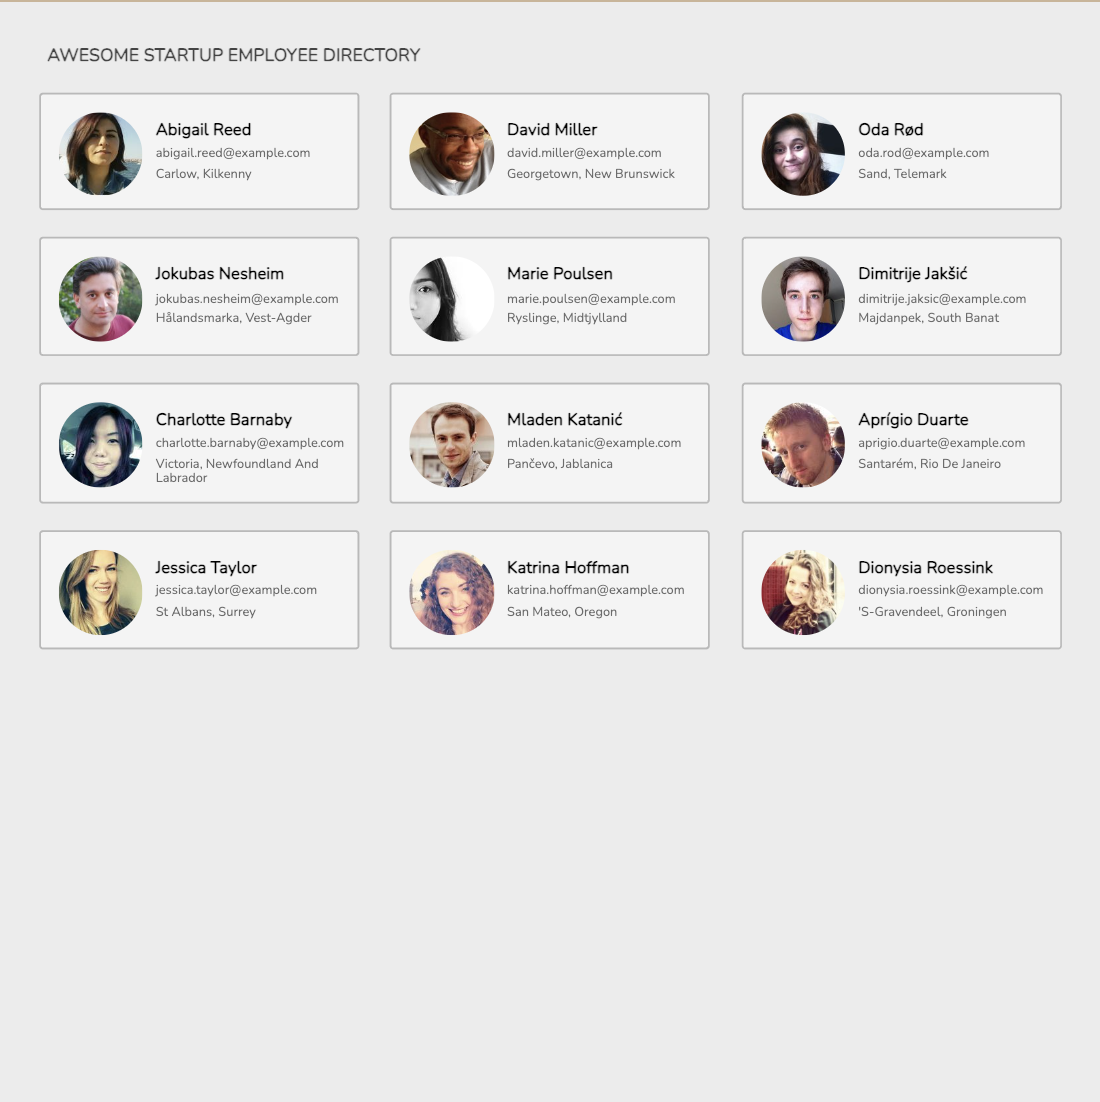 AWESOME STARTUP EMPLOYEE DIRECTORY
Abigail Reed
abigail.reed@example.com
Carlow, Kilkenny
David Miller
david.miller@example.com
Georgetown, New Brunswick
Oda Rød
oda.rod@example.com
Sand, Telemark
Jokubas Nesheim
jokubas.nesheim@example.com
Hålandsmarka, Vest-Agder
Marie Poulsen
marie.poulsen@example.com
Ryslinge, Midtjylland
Dimitrije Jakšić
dimitrije.jaksic@example.com
Majdanpek, South Banat
Charlotte Barnaby
charlotte.barnaby@example.com
Victoria, Newfoundland And
Labrador
Mladen Katanić
mladen.katanic@example.com
Pančevo, Jablanica
Aprígio Duarte
aprigio.duarte@example.com
Santarém, Rio De Janeiro
Jessica Taylor
jessica.taylor@example.com
St Albans, Surrey
Katrina Hoffman
katrina.hoffman@example.com
San Mateo, Oregon
Dionysia Roessink
dionysia.roessink@example.com
'S-Gravendeel, Groningen